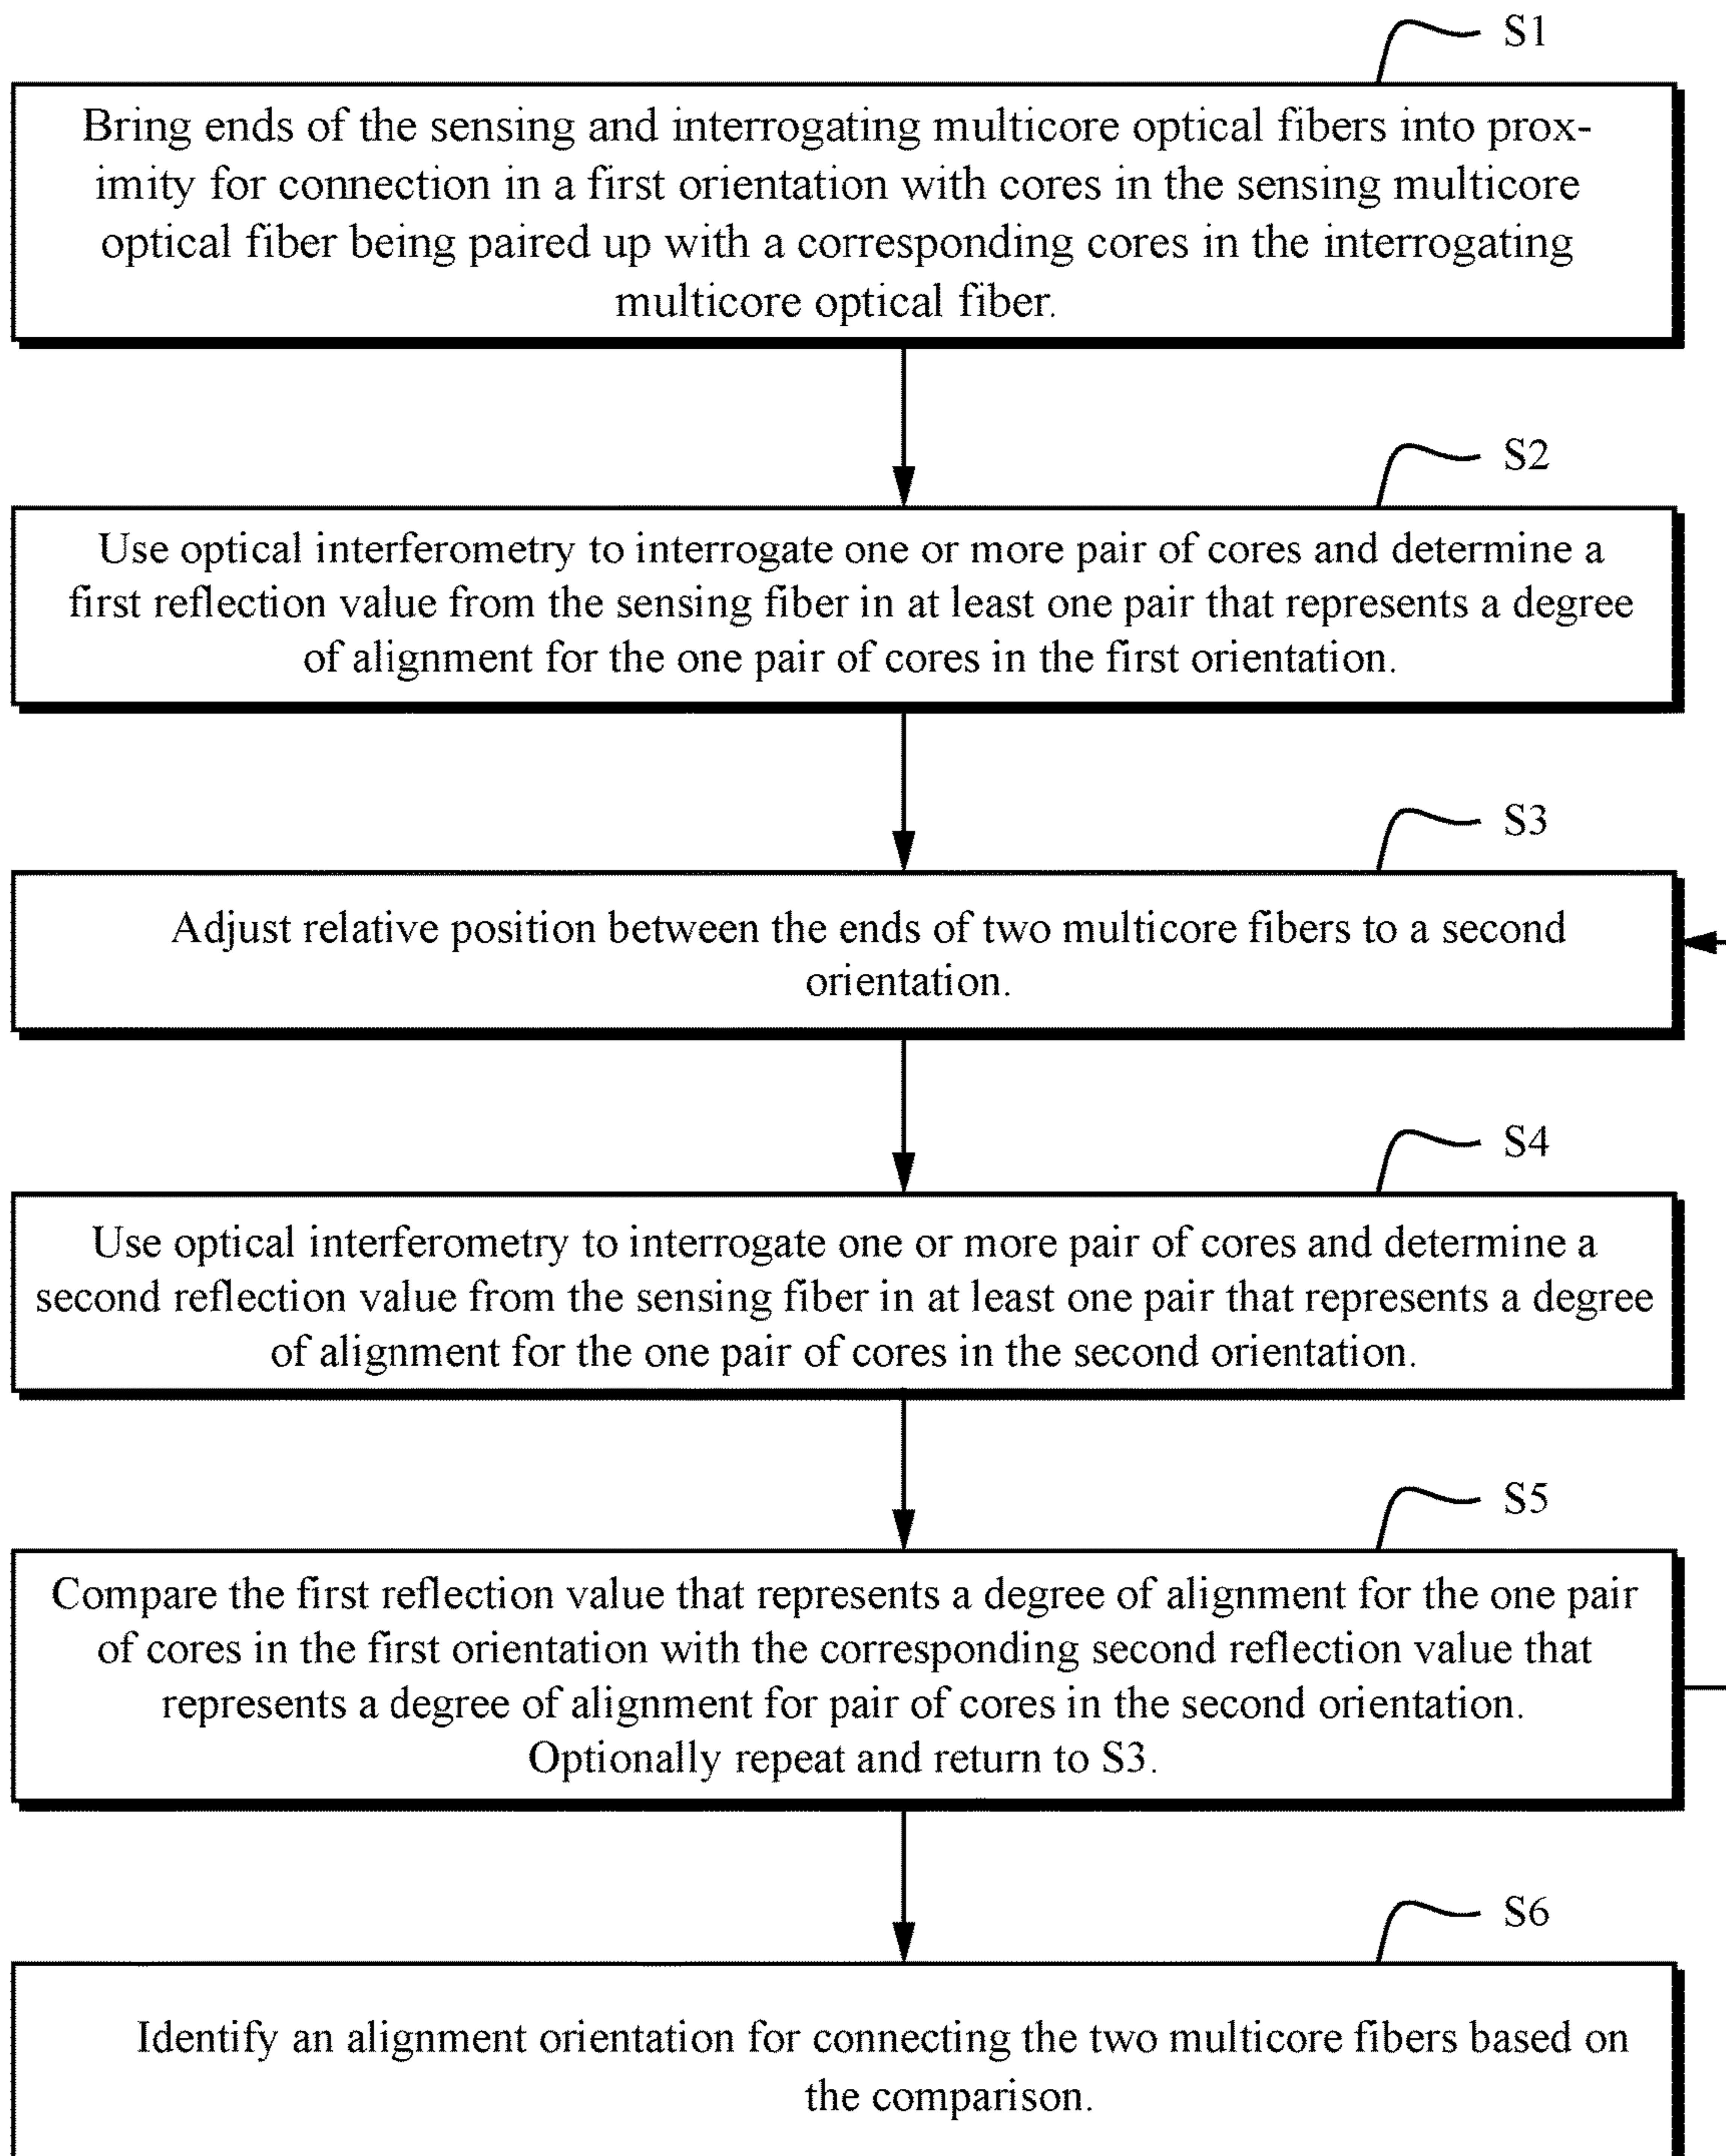 S1
Bring ends of the sensing and interrogating multicore optical fibers into prox-
imity for connection in a first orientation with cores in the sensing multicore
optical fiber being paired up with a corresponding cores in the interrogating
multicore optical fiber.
S2
Use optical interferometry to interrogate one or more pair of cores and determine a
first reflection value from the sensing fiber in at least one pair that represents a degree
of alignment for the one pair of cores in the first orientation.
S3
Adjust relative position between the ends of two multicore fibers to a second
orientation.
S4
Use optical interferometry to interrogate one or more pair of cores and determine a
second reflection value from the sensing fiber in at least one pair that represents a degree
of alignment for the one pair of cores in the second orientation.
S5
Compare the first reflection value that represents a degree of alignment for the one pair
of cores in the first orientation with the corresponding second reflection value that
represents a degree of alignment for pair of cores in the second orientation.
Optionally repeat and return to S3.
S6
Identify an alignment orientation for connecting the two multicore fibers based on
the comparison.